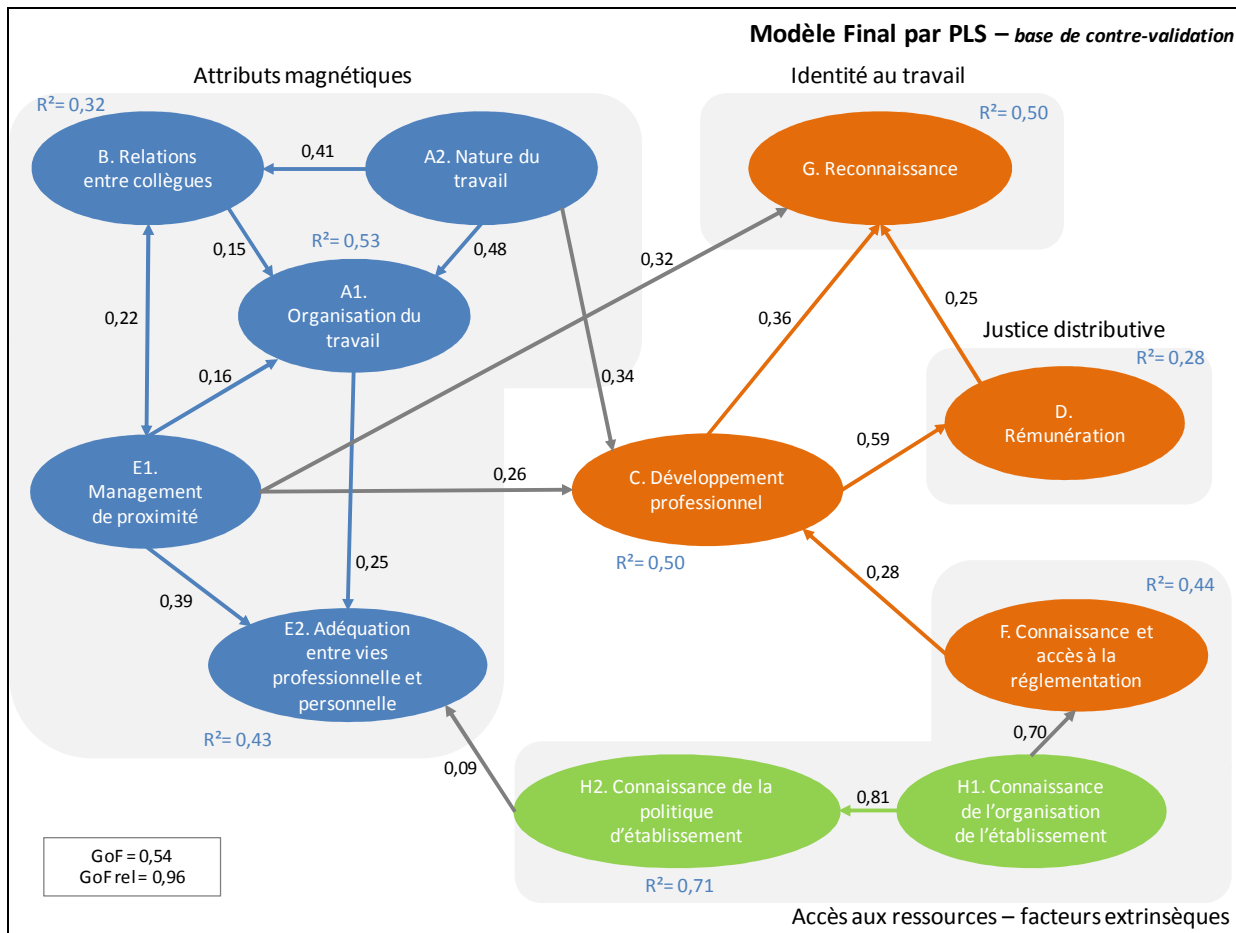 Modèle Final par PLS – base de contre-validation
Attributs magnétiques
Identité au travail
R²= 0,32
R²= 0,50
B. Relations
entre collègues
0,41
A2. Nature du
travail
G. Reconnaissance
0,15
R²= 0,53
0,48
0,32
A1.
Organisation du
travail
0,22
0,36
0,25
Justice distributive
R²= 0,28
0,16
0,34
D.
Rémunération
E1.
Management
de proximité
0,26
C. Développement
professionnel
0,59
R²= 0,50
0,25
0,39
0,28
R²= 0,44
E2. Adéquation
entre vies
professionnelle et
personnelle
F. Connaissance et
accès à la
réglementation
R²= 0,43
0,09
0,70
H2. Connaissance de la
politique
d'établissement
0,81
H1. Connaissance
de l'organisation
de l'établissement
GoF = 0,54
GoF rel = 0,96
R²= 0,71
Accès aux ressources – facteurs extrinsèques